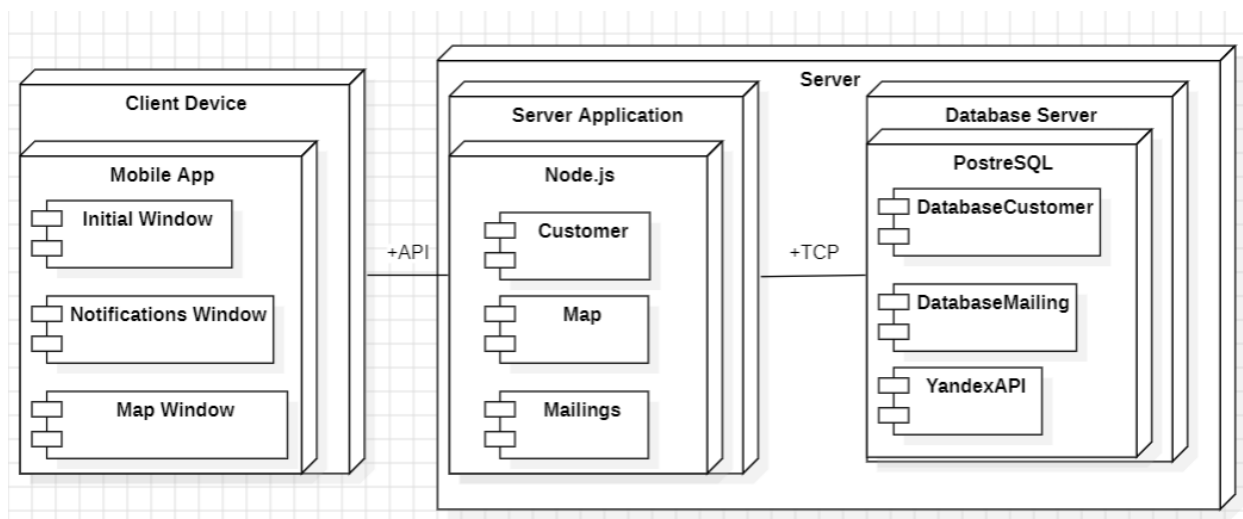 Client Device
Mobile App
Initial Window
Notifications Window
Map Window
+API
Server
Server Application
Node.js
Customer
Map
Mailings
+TCP
Database Server
PostreSQL
DatabaseCustomer
DatabaseMailing
YandexAPI